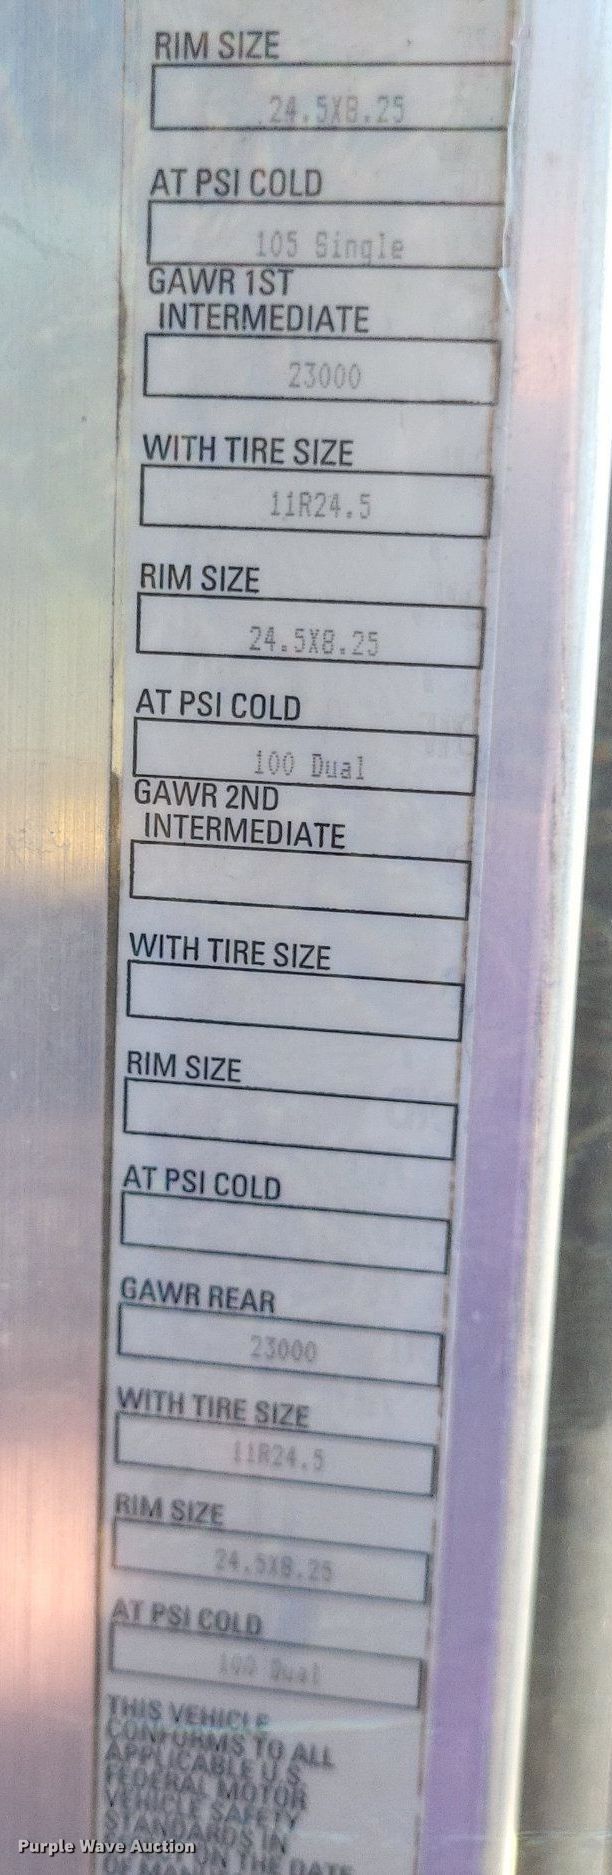 RIM SIZE
24.5X8.25
AT PSI COLD
105 Single
GAWR 1ST
INTERMEDIATE
23000
WITH TIRE SIZE
11R24.5
RIM SIZE
24.5X8.25
AT PSI COLD
100 Dual
GAWR 2ND
INTERMEDIATE
WITH TIRE SIZE
RIM SIZE
AT PSI COLD
GAWR REAR
23000
WITH TIRE SIZE
11R24.5
RIM SIZE
24.5X8.25
AT PSI COLD
100 Dual
THIS VEHICLE
CONFORMS TO ALL
APPLICABLE U.S.
FEDERAL MOTOR
VEHICLE SAFETY
STANDARDS IN
ON THE DATE
Purple Wave Auction